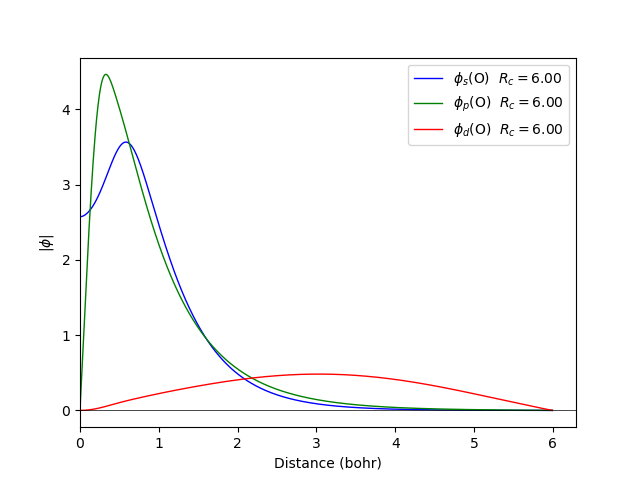 ϕs(O) Rc = 6.00
ϕp(O) Rc = 6.00
ϕd(O) Rc = 6.00
|ϕ|
4
3
2
1
0
0 1 2 3 4 5 6
Distance (bohr)